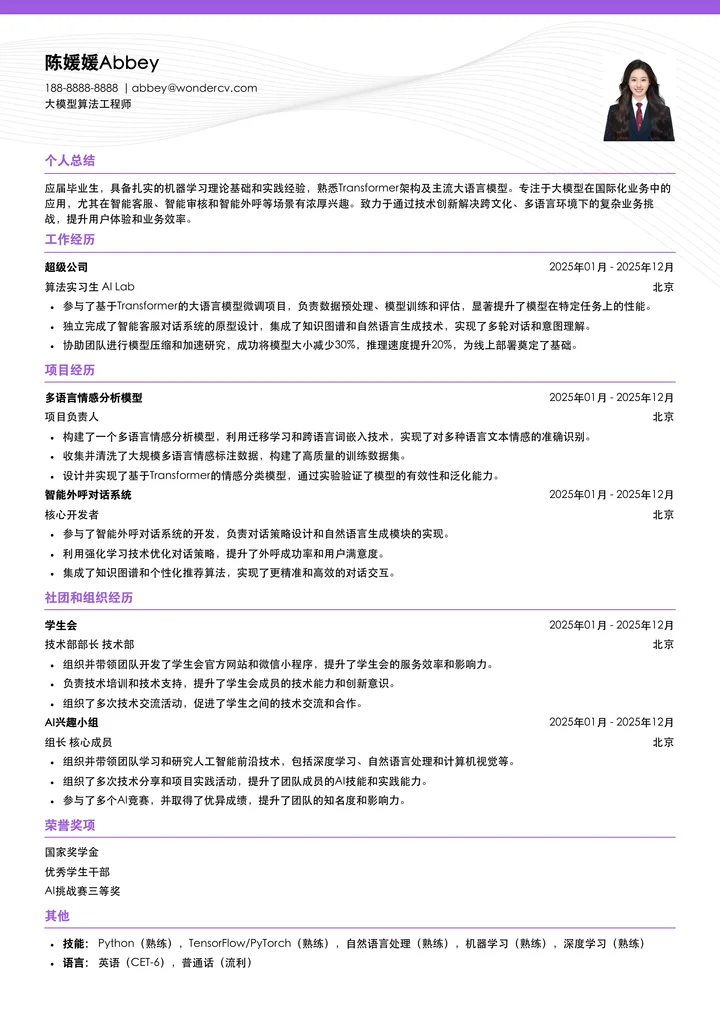 陈媛媛Abbey
188-8888-8888 | abbey@wondercv.com
大模型算法工程师
个人总结
应届毕业生，具备扎实的机器学习理论基础和实践经验，熟悉Transformer架构及主流大语言模型。专注于大模型在国际化业务中的
应用，尤其在智能客服、智能审核和智能外呼等场景有浓厚兴趣。致力于通过技术创新解决跨文化、多语言环境下的复杂业务挑
战，提升用户体验和业务效率。
工作经历
超级公司 2025年01月 - 2025年12月
算法实习生 AI Lab 北京
• 参与了基于Transformer的大语言模型微调项目，负责数据预处理、模型训练和评估，显著提升了模型在特定任务上的性能。
• 独立完成了智能客服对话系统的原型设计，集成了知识图谱和自然语言生成技术，实现了多轮对话和意图理解。
• 协助团队进行模型压缩和加速研究，成功将模型大小减少30%，推理速度提升20%，为线上部署奠定了基础。
项目经历
多语言情感分析模型 2025年01月 - 2025年12月
项目负责人 北京
• 构建了一个多语言情感分析模型，利用迁移学习和跨语言词嵌入技术，实现了对多种语言文本情感的准确识别。
• 收集并清洗了大规模多语言情感标注数据，构建了高质量的训练数据集。
• 设计并实现了基于Transformer的情感分类模型，通过实验验证了模型的有效性和泛化能力。
智能外呼对话系统 2025年01月 - 2025年12月
核心开发者 北京
• 参与了智能外呼对话系统的开发，负责对话策略设计和自然语言生成模块的实现。
• 利用强化学习技术优化对话策略，提升了外呼成功率和用户满意度。
• 集成了知识图谱和个性化推荐算法，实现了更精准和高效的对话交互。
社团和组织经历
学生会 2025年01月 - 2025年12月
技术部部长 技术部 北京
• 组织并带领团队开发了学生会官方网站和微信小程序，提升了学生会的服务效率和影响力。
• 负责技术培训和技术支持，提升了学生会成员的技术能力和创新意识。
• 组织了多次技术交流活动，促进了学生之间的技术交流和合作。
AI兴趣小组 2025年01月 - 2025年12月
组长 核心成员 北京
• 组织并带领团队学习和研究人工智能前沿技术，包括深度学习、自然语言处理和计算机视觉等。
• 组织了多次技术分享和项目实践活动，提升了团队成员的AI技能和实践能力。
• 参与了多个AI竞赛，并取得了优异成绩，提升了团队的知名度和影响力。
荣誉奖项
国家奖学金
优秀学生干部
AI挑战赛三等奖
其他
• 技能： Python（熟练），TensorFlow/PyTorch（熟练），自然语言处理（熟练），机器学习（熟练），深度学习（熟练）
• 语言： 英语（CET-6），普通话（流利）